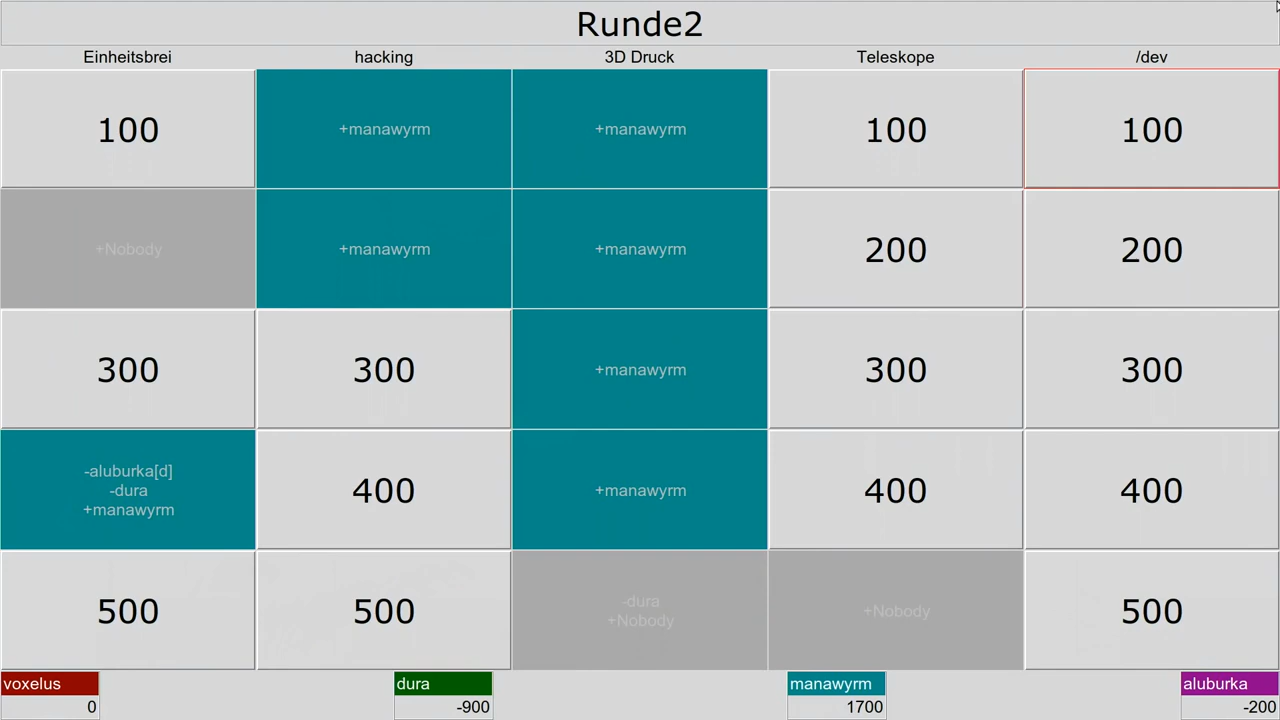 Runde2
Einheitsbrei hacking 3D Druck Teleskope /dev
100 +manawyrm +manawyrm 100 100
+Nobody +manawyrm +manawyrm 200 200
300 300 +manawyrm 300 300
-aluburka[d]
-dura
+manawyrm
400 +manawyrm 400 400
500 500
-dura
+Nobody
+Nobody 500
voxelus dura manawyrm aluburka
0 -900 1700 -200